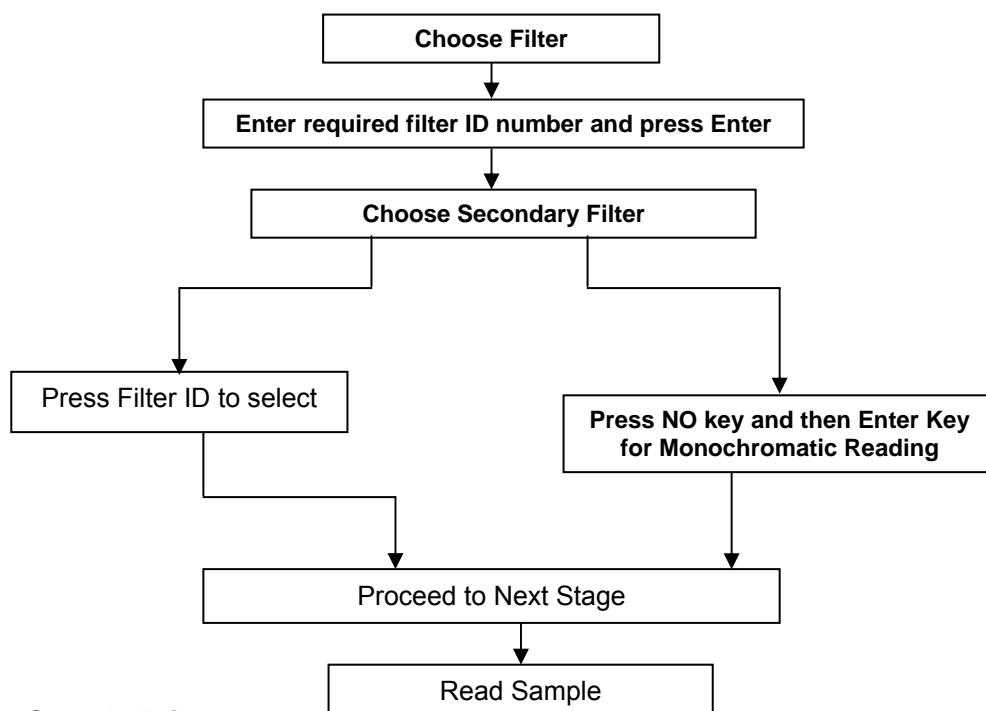 Choose Filter
Enter required filter ID number and press Enter
Choose Secondary Filter
Press Filter ID to select
Press NO key and then Enter Key
for Monochromatic Reading
Proceed to Next Stage
Read Sample